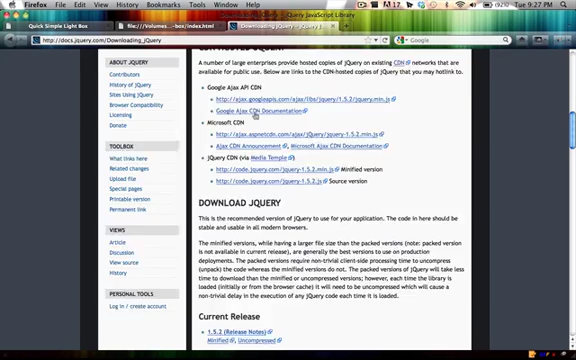 Firefox File Edit View History Bookmarks Tools Window Help
Tue 9:27 PM
jQuery JavaScript Library
Quick Simple Light Box
file:///Volumes...-box/index.html
Downloading_jQuery
http://docs.jquery.com/Downloading_jQuery
Google
ABOUT JQUERY
Contributors
History of jQuery
Sites Using jQuery
Browser Compatibility
Licensing
Donate
TOOLBOX
What links here
Related changes
Upload file
Special pages
Printable version
Permanent link
VIEWS
Article
Discussion
View source
History
PERSONAL TOOLS
Log in / create account
CDN HOSTED JQUERY
A number of large enterprises provide hosted copies of jQuery on existing CDN networks that are
available for public use. Below are links to the CDN-hosted copies of jQuery that you may hotlink to.
Google Ajax API CDN
http://ajax.googleapis.com/ajax/libs/jquery/1.5.2/jquery.min.js
Google Ajax CDN Documentation
Microsoft CDN
http://ajax.aspnetcdn.com/ajax/jQuery/jquery-1.5.2.min.js
Ajax CDN Announcement, Microsoft Ajax CDN Documentation
jQuery CDN (via Media Temple)
http://code.jquery.com/jquery-1.5.2.min.js Minified version
http://code.jquery.com/jquery-1.5.2.js Source version
DOWNLOAD JQUERY
This is the recommended version of jQuery to use for your application. The code in here should be
stable and usable in all modern browsers.
The minified versions, while having a larger file size than the packed versions (note: packed version
is not available in current release), are generally the best versions to use on production
deployments. The packed versions require non-trivial client-side processing time to uncompress
(unpack) the code whereas the minified versions do not. The packed versions of jQuery will take less
time to download than the minified or uncompressed versions; however, each time the library is
loaded (initially or from the browser cache) it will need to be uncompressed which will cause a
non-trivial delay in the execution of any jQuery code each time it is loaded.
Current Release
1.5.2 (Release Notes)
Minified, Uncompressed